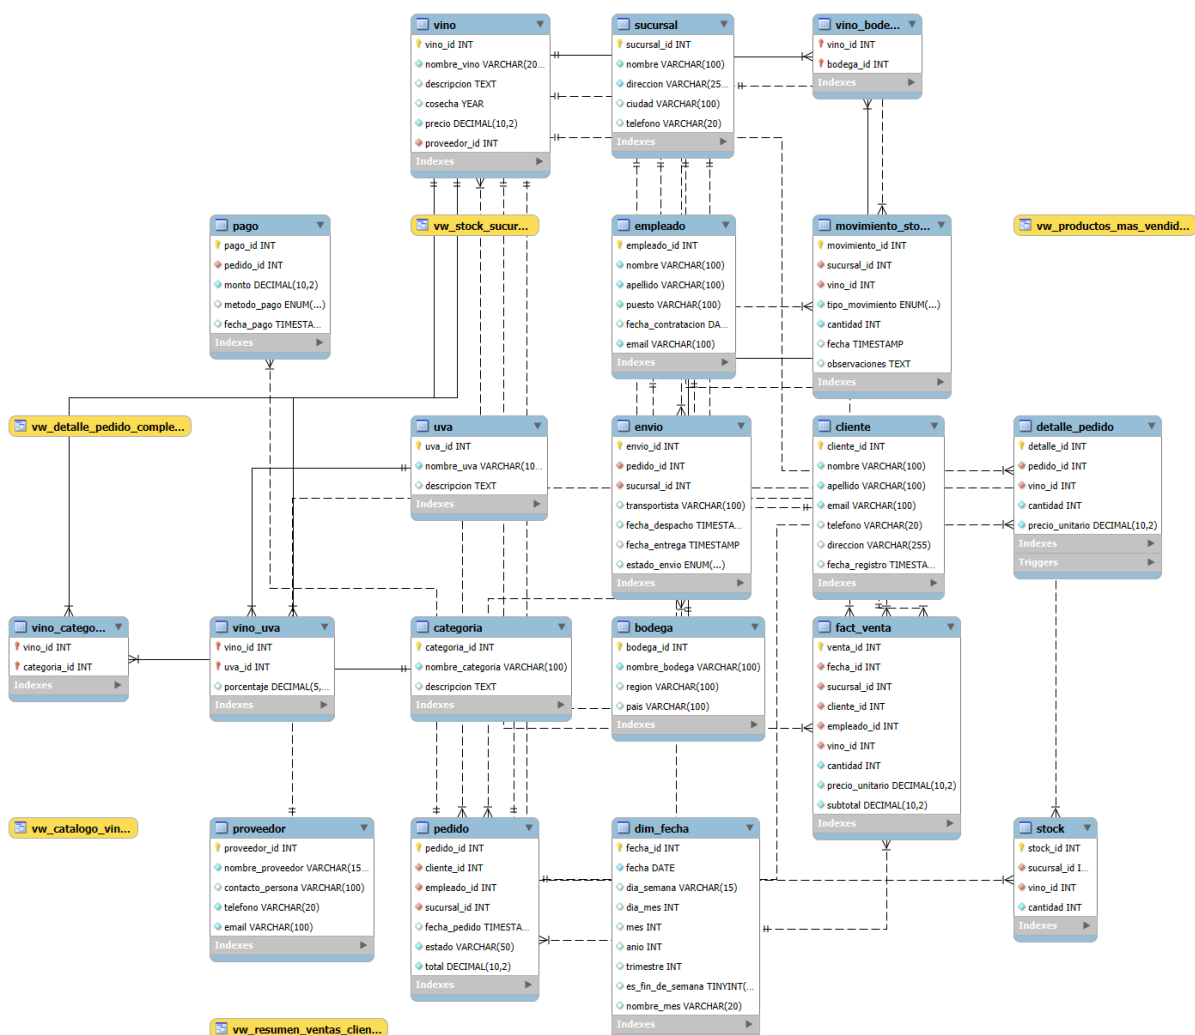 vino
vino_id INT
nombre_vino VARCHAR(20...
descripcion TEXT
cosecha YEAR
precio DECIMAL(10,2)
proveedor_id INT
Indexes
sucursal
sucursal_id INT
nombre VARCHAR(100)
direccion VARCHAR(25...
ciudad VARCHAR(100)
telefono VARCHAR(20)
Indexes
vino_bode...
vino_id INT
bodega_id INT
Indexes
pago
pago_id INT
pedido_id INT
monto DECIMAL(10,2)
metodo_pago ENUM(...)
fecha_pago TIMESTA...
Indexes
vw_stock_sucur...
empleado
empleado_id INT
nombre VARCHAR(100)
apellido VARCHAR(100)
puesto VARCHAR(100)
fecha_contratacion DA...
email VARCHAR(100)
Indexes
movimiento_sto...
movimiento_id INT
sucursal_id INT
vino_id INT
tipo_movimiento ENUM(...)
cantidad INT
fecha TIMESTAMP
observaciones TEXT
Indexes
vw_productos_mas_vendid...
vw_detalle_pedido_comple...
uva
uva_id INT
nombre_uva VARCHAR(10...
descripcion TEXT
Indexes
envio
envio_id INT
pedido_id INT
sucursal_id INT
transportista VARCHAR(100)
fecha_despacho TIMESTA...
fecha_entrega TIMESTAMP
estado_envio ENUM(...)
Indexes
cliente
cliente_id INT
nombre VARCHAR(100)
apellido VARCHAR(100)
email VARCHAR(100)
telefono VARCHAR(20)
direccion VARCHAR(255)
fecha_registro TIMESTA...
Indexes
detalle_pedido
detalle_id INT
pedido_id INT
vino_id INT
cantidad INT
precio_unitario DECIMAL(10,2)
Indexes
Triggers
vino_catego...
vino_id INT
categoria_id INT
Indexes
vino_uva
vino_id INT
uva_id INT
porcentaje DECIMAL(5,...
Indexes
categoria
categoria_id INT
nombre_categoria VARCHAR(100)
descripcion TEXT
Indexes
bodega
bodega_id INT
nombre_bodega VARCHAR(100)
region VARCHAR(100)
pais VARCHAR(100)
Indexes
fact_venta
venta_id INT
fecha_id INT
sucursal_id INT
cliente_id INT
empleado_id INT
vino_id INT
cantidad INT
precio_unitario DECIMAL(10,2)
subtotal DECIMAL(10,2)
Indexes
vw_catalogo_vin...
proveedor
proveedor_id INT
nombre_proveedor VARCHAR(15...
contacto_persona VARCHAR(100)
telefono VARCHAR(20)
email VARCHAR(100)
Indexes
pedido
pedido_id INT
cliente_id INT
empleado_id INT
sucursal_id INT
fecha_pedido TIMESTA...
estado VARCHAR(50)
total DECIMAL(10,2)
Indexes
dim_fecha
fecha_id INT
fecha DATE
dia_semana VARCHAR(15)
dia_mes INT
mes INT
anio INT
trimestre INT
es_fin_de_semana TINYINT(...
nombre_mes VARCHAR(20)
Indexes
stock
stock_id INT
sucursal_id I...
vino_id INT
cantidad INT
Indexes
vw_resumen_ventas_clien...